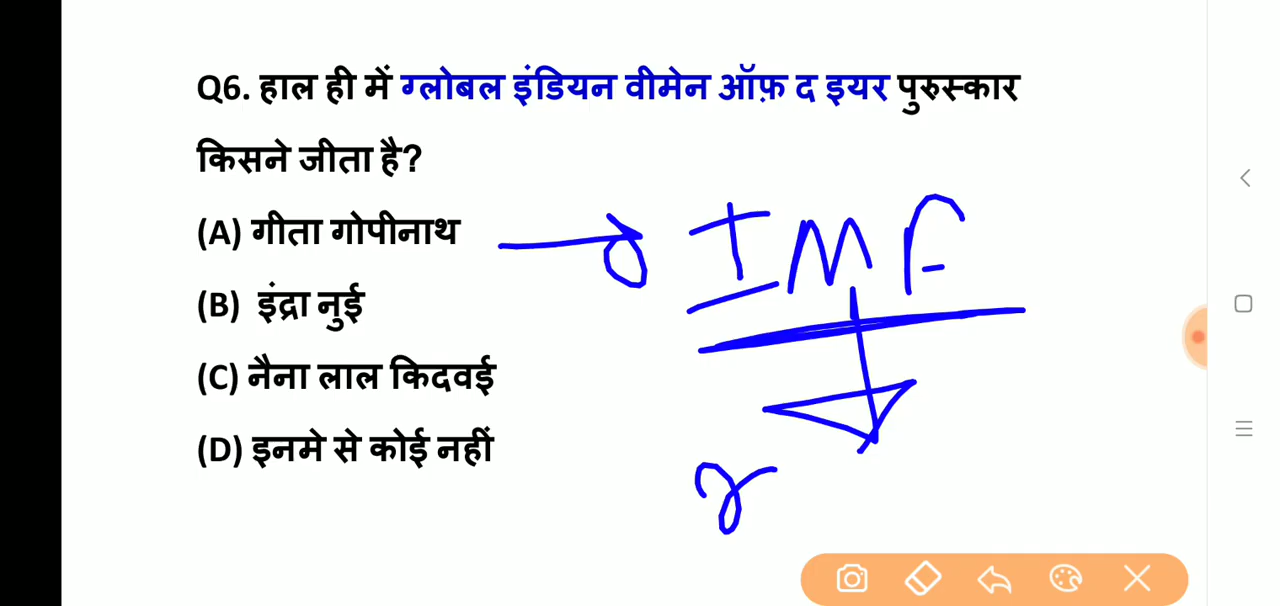 Q6. हाल ही में ग्लोबल इंडियन वीमेन ऑफ़ द इयर पुरुस्कार
किसने जीता है?
(A) गीता गोपीनाथ
IMF
(B) इंद्रा नुई
(C) नैना लाल किदवई
(D) इनमे से कोई नहीं